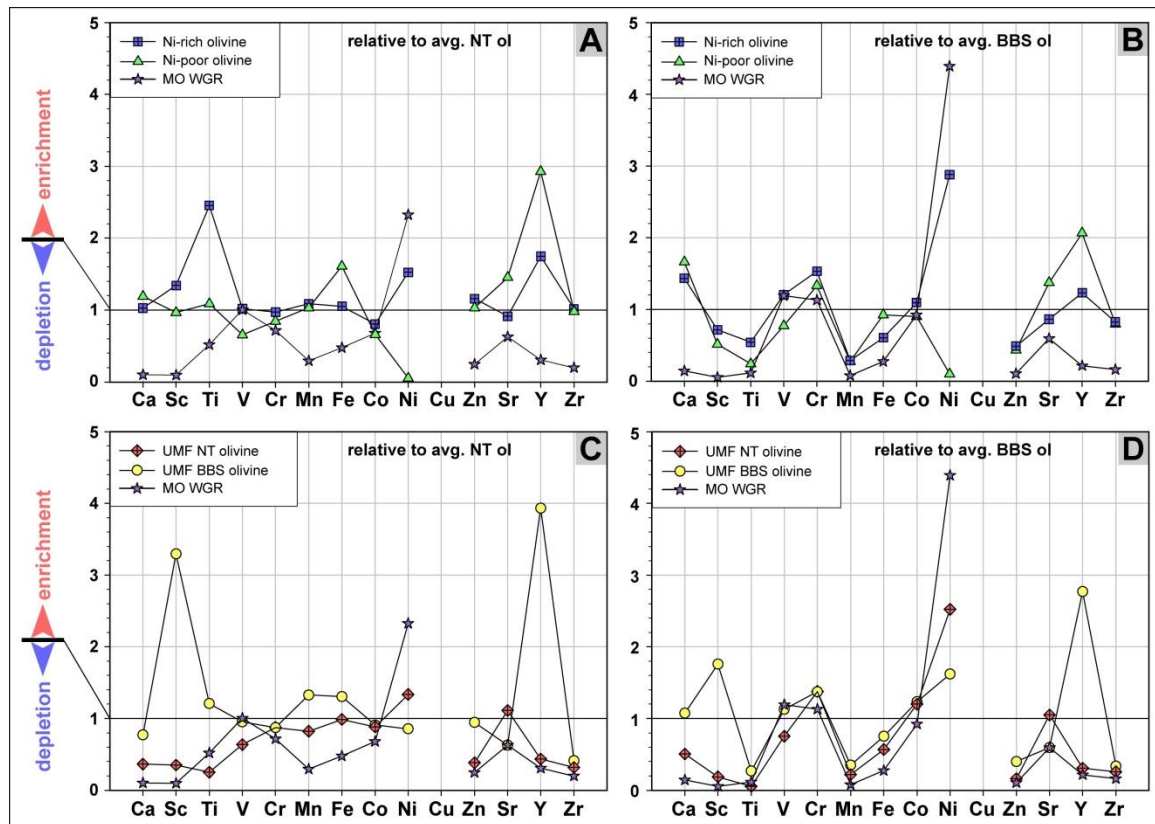 A
relative to avg. NT ol
Ni-rich olivine
Ni-poor olivine
MO WGR
enrichment
depletion
5
4
3
2
1
0
Ca Sc Ti V Cr Mn Fe Co Ni Cu Zn Sr Y Zr
B
relative to avg. BBS ol
Ni-rich olivine
Ni-poor olivine
MO WGR
5
4
3
2
1
0
Ca Sc Ti V Cr Mn Fe Co Ni Cu Zn Sr Y Zr
C
relative to avg. NT ol
UMF NT olivine
UMF BBS olivine
MO WGR
enrichment
depletion
5
4
3
2
1
0
Ca Sc Ti V Cr Mn Fe Co Ni Cu Zn Sr Y Zr
D
relative to avg. BBS ol
UMF NT olivine
UMF BBS olivine
MO WGR
5
4
3
2
1
0
Ca Sc Ti V Cr Mn Fe Co Ni Cu Zn Sr Y Zr